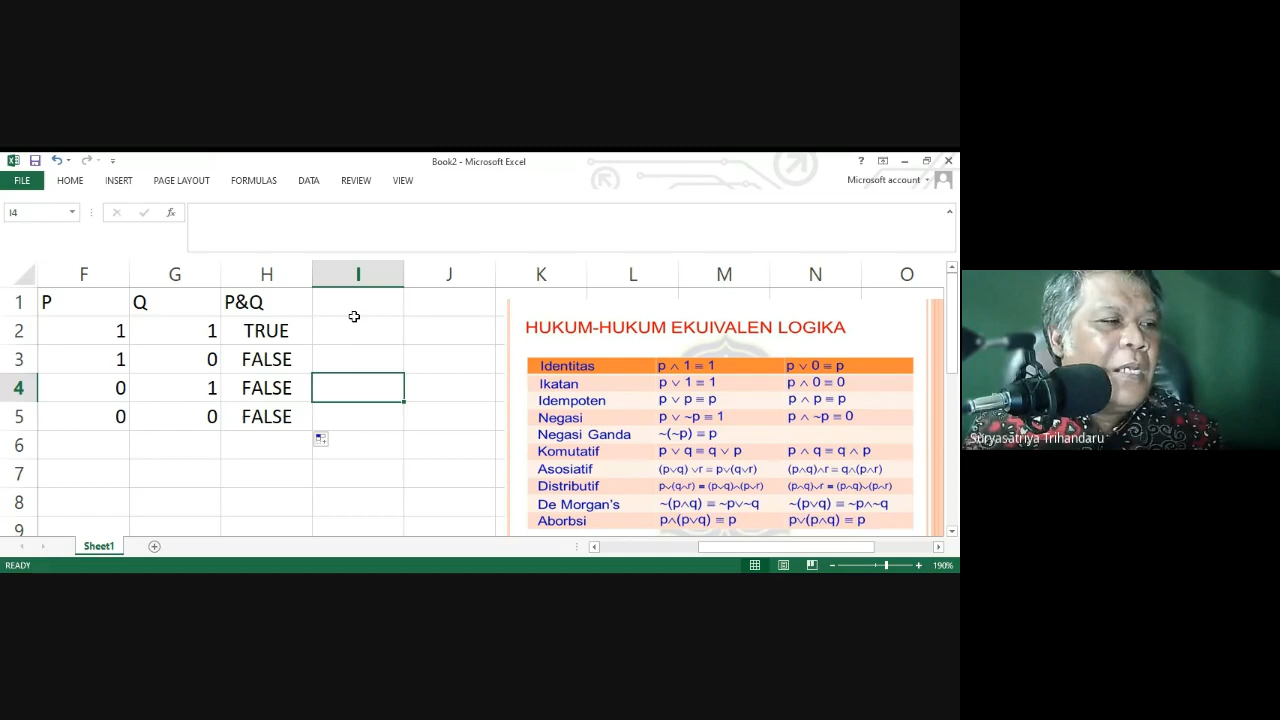 Book2 - Microsoft Excel
FILE HOME INSERT PAGE LAYOUT FORMULAS DATA REVIEW VIEW Microsoft account
I4 fx
F G H I J K L M N O
1 P Q P&Q
2 1 1 TRUE
3 1 0 FALSE
4 0 1 FALSE
5 0 0 FALSE
6
7
8
9
HUKUM-HUKUM EKUIVALEN LOGIKA
Identitas p ∧ 1 ≡ 1 p ∨ 0 ≡ p
Ikatan p ∨ 1 ≡ 1 p ∧ 0 ≡ 0
Idempoten p ∨ p ≡ p p ∧ p ≡ p
Negasi p ∨ ~p ≡ 1 p ∧ ~p ≡ 0
Negasi Ganda ~(~p) ≡ p
Komutatif p ∨ q ≡ q ∨ p p ∧ q ≡ q ∧ p
Asosiatif (p∨q) ∨r ≡ p∨(q∨r) (p∧q)∧r ≡ q∧(p∧r)
Distributif p∨(q∧r) ≡ (p∨q)∧(p∨r) (p∧q)∨r ≡ (p∧q)∨(p∧r)
De Morgan's ~(p∧q) ≡ ~p∨~q ~(p∨q) ≡ ~p∧~q
Aborbsi p∧(p∨q) ≡ p p∨(p∧q) ≡ p
Suryasatriya Trihandaru
Sheet1
READY 190%